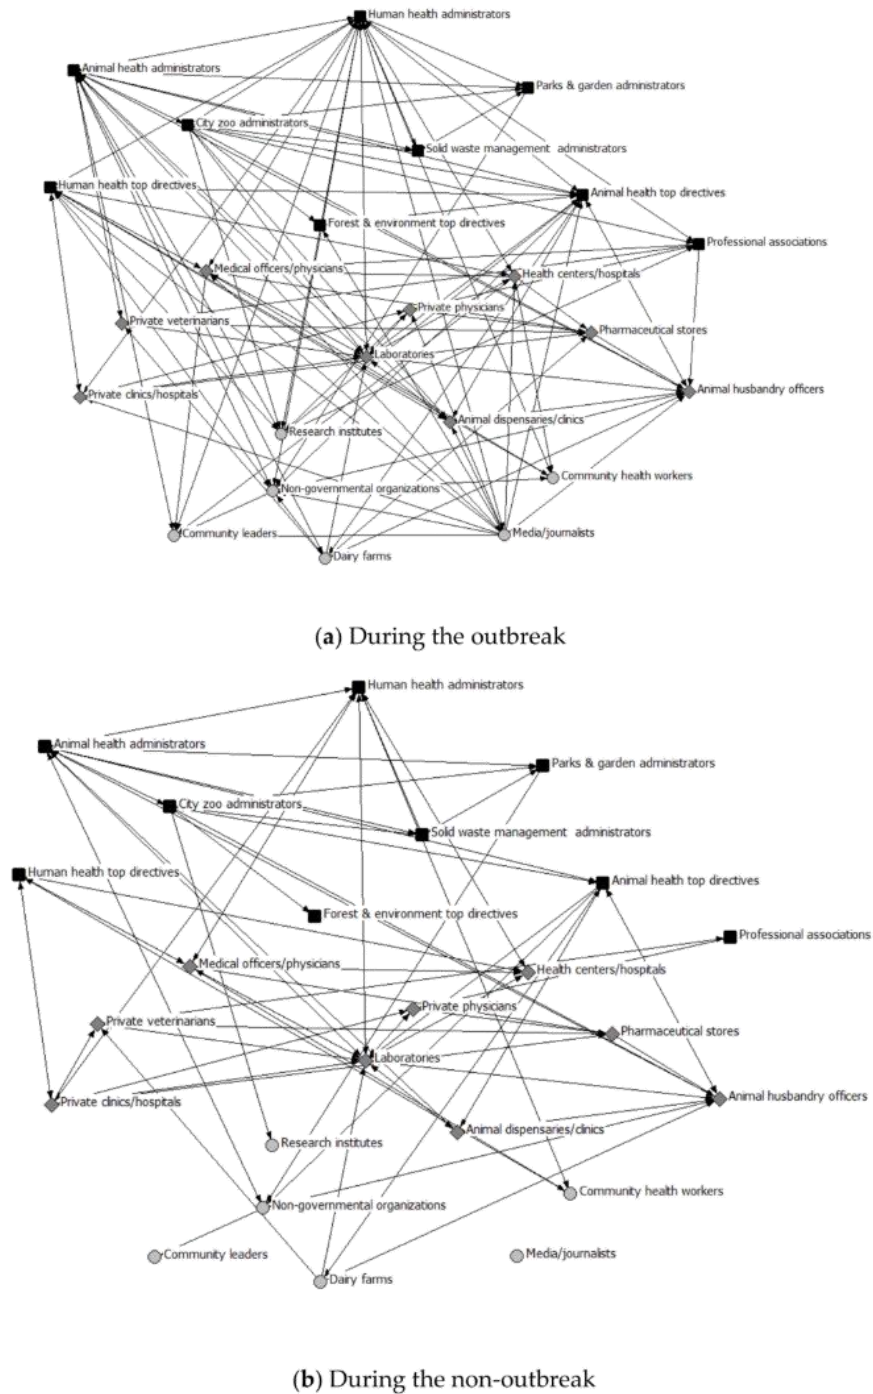 Human health administrators
Animal health administrators
Parks & garden administrators
City zoo administrators
Solid waste management administrators
Human health top directives
Animal health top directives
Forest & environment top directives
Professional associations
Medical officers/physicians
Health centers/hospitals
Private physicians
Private veterinarians
Pharmaceutical stores
Laboratories
Private clinics/hospitals
Animal husbandry officers
Animal dispensaries/clinics
Research institutes
Community health workers
Non-governmental organizations
Community leaders
Media/journalists
Dairy farms
(a) During the outbreak
Human health administrators
Animal health administrators
Parks & garden administrators
City zoo administrators
Solid waste management administrators
Human health top directives
Animal health top directives
Forest & environment top directives
Professional associations
Medical officers/physicians
Health centers/hospitals
Private physicians
Private veterinarians
Pharmaceutical stores
Laboratories
Animal husbandry officers
Private clinics/hospitals
Animal dispensaries/clinics
Research institutes
Community health workers
Non-governmental organizations
Community leaders
Media/journalists
Dairy farms
(b) During the non-outbreak